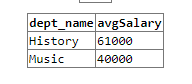 dept_name avgSalary
History 61000
Music 40000